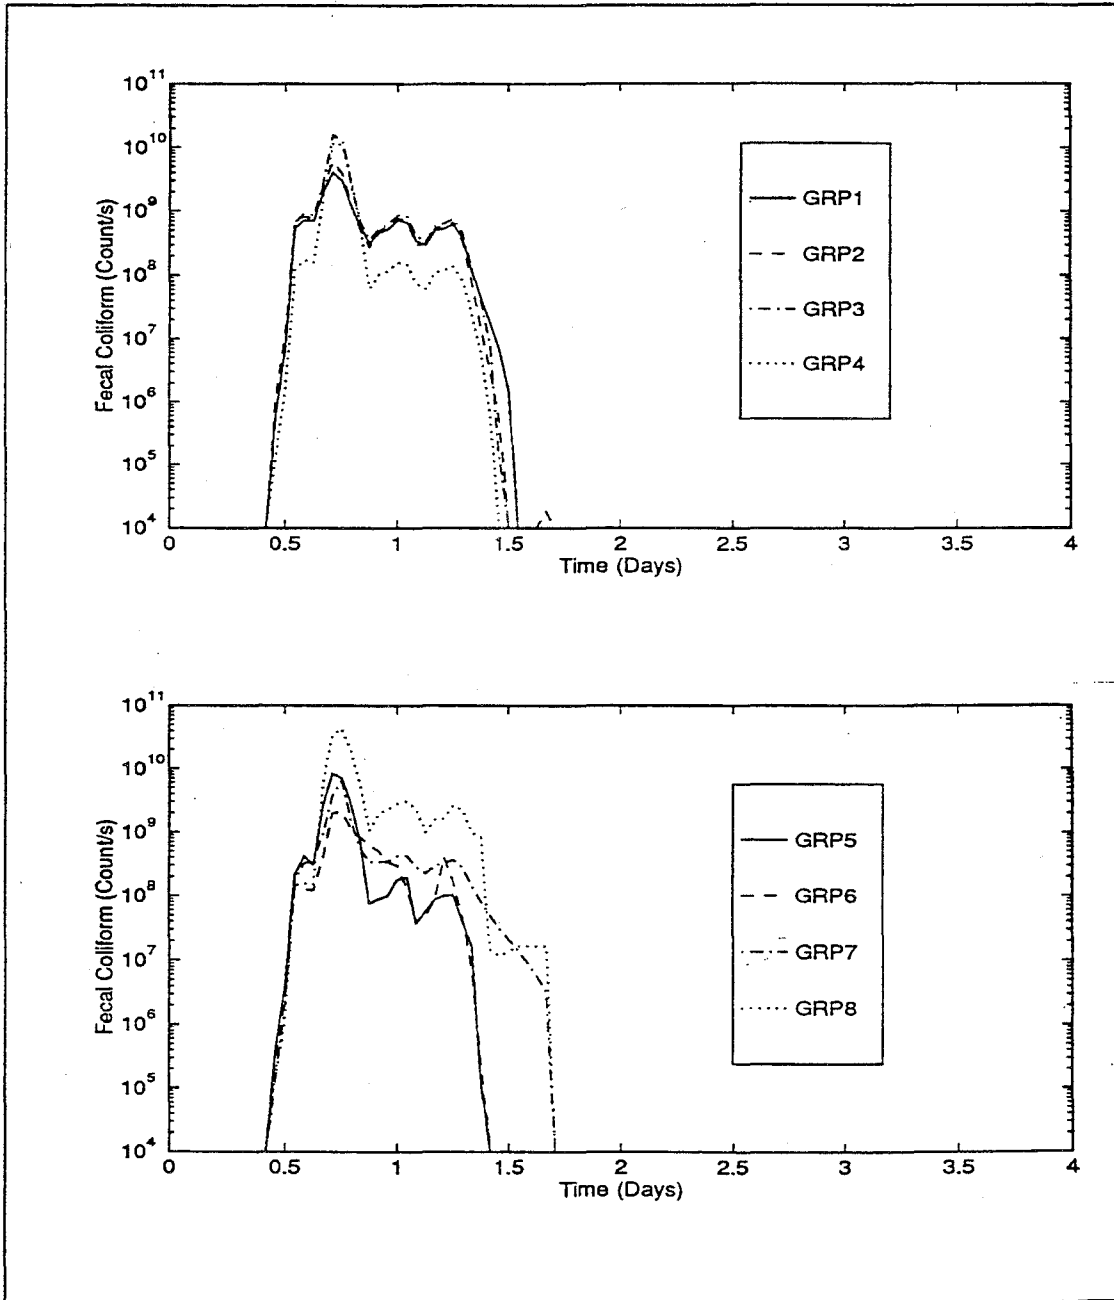 10^11
10^10
10^9
10^8
10^7
10^6
10^5
10^4
Fecal Coliform (Count/s)
0 0.5 1 1.5 2 2.5 3 3.5 4
Time (Days)
GRP1
GRP2
GRP3
GRP4
10^11
10^10
10^9
10^8
10^7
10^6
10^5
10^4
Fecal Coliform (Count/s)
0 0.5 1 1.5 2 2.5 3 3.5 4
Time (Days)
GRP5
GRP6
GRP7
GRP8